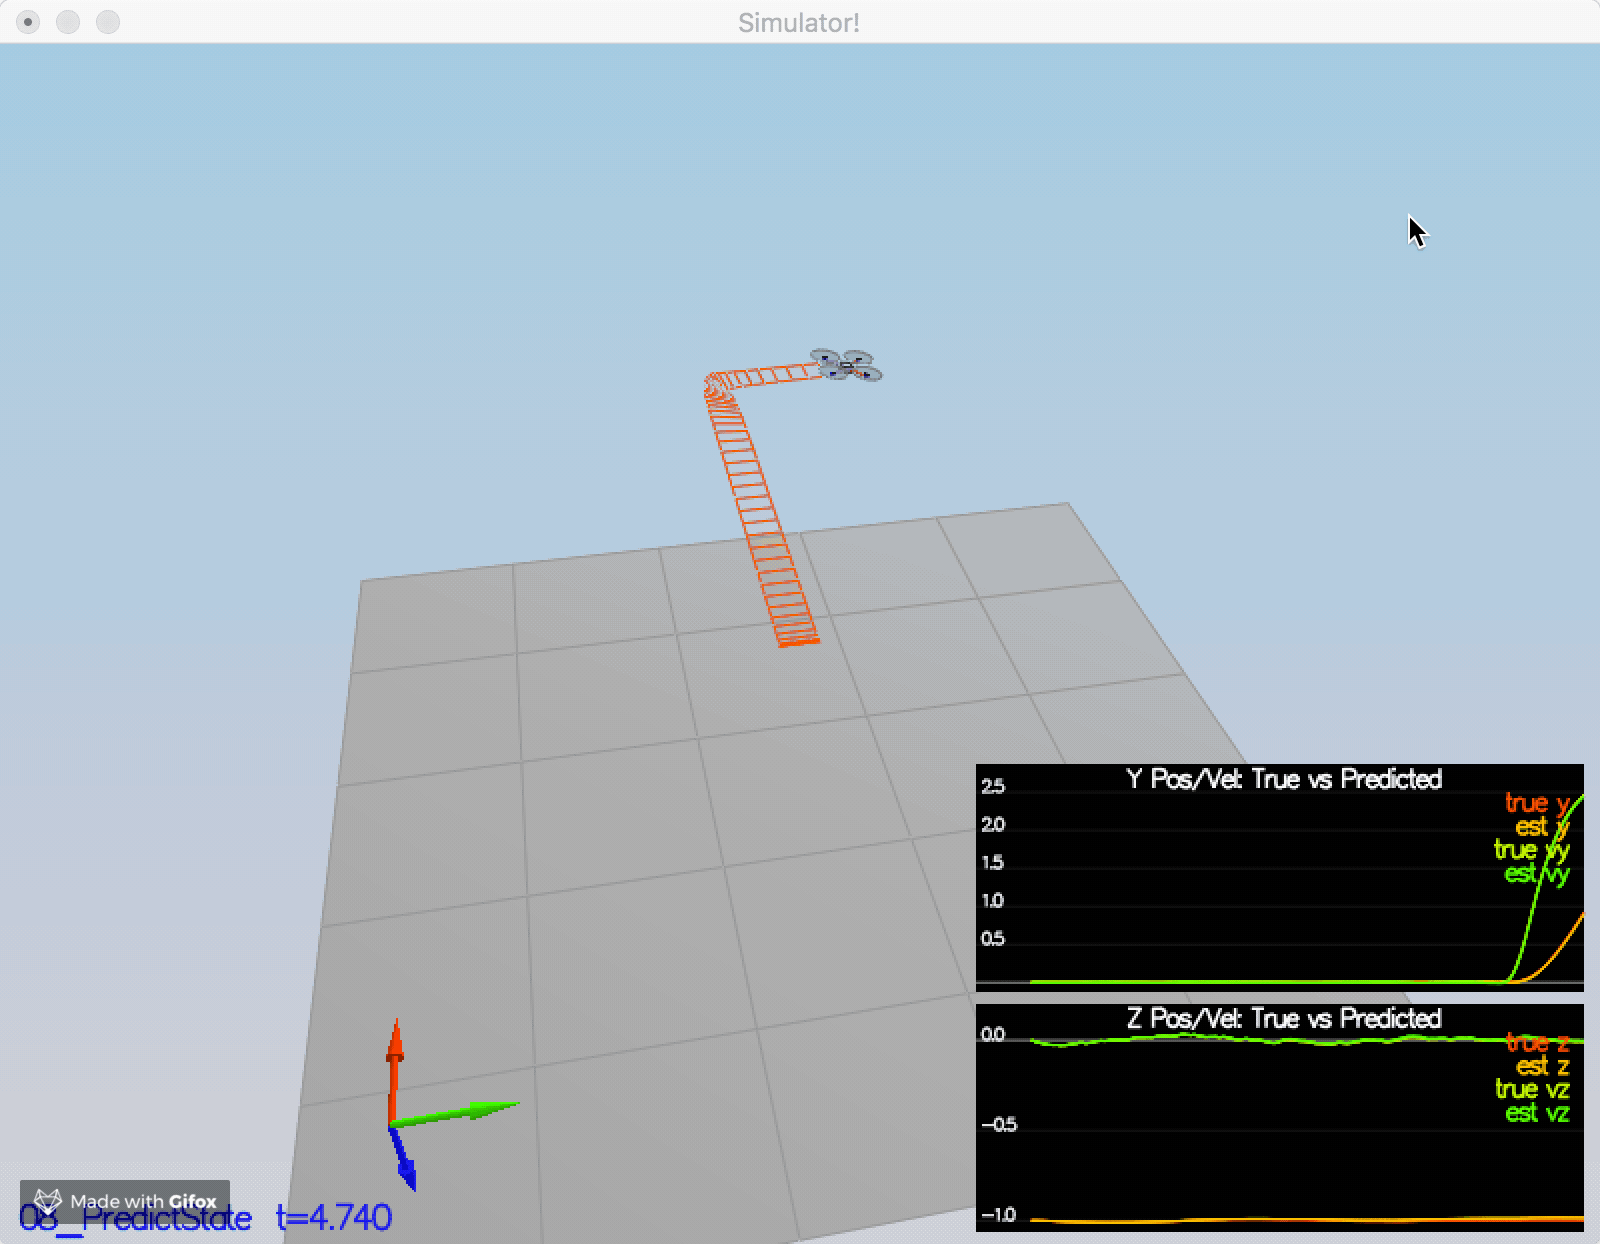 Simulator!
Y Pos/Vel: True vs Predicted
2.5
2.0
1.5
1.0
0.5
true y
est y
true vy
est vy
Z Pos/Vel: True vs Predicted
0.0
-0.5
-1.0
true z
est z
true vz
est vz
Made with Gifox
08_PredictState t=4.740